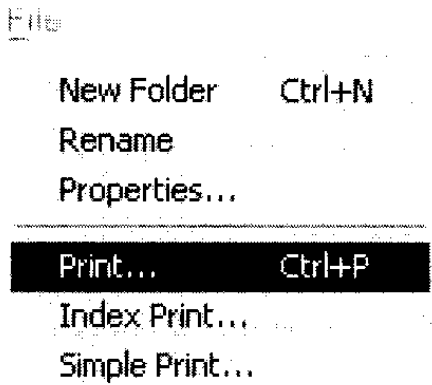 File
New Folder Ctrl+N
Rename
Properties...
Print... Ctrl+P
Index Print...
Simple Print...